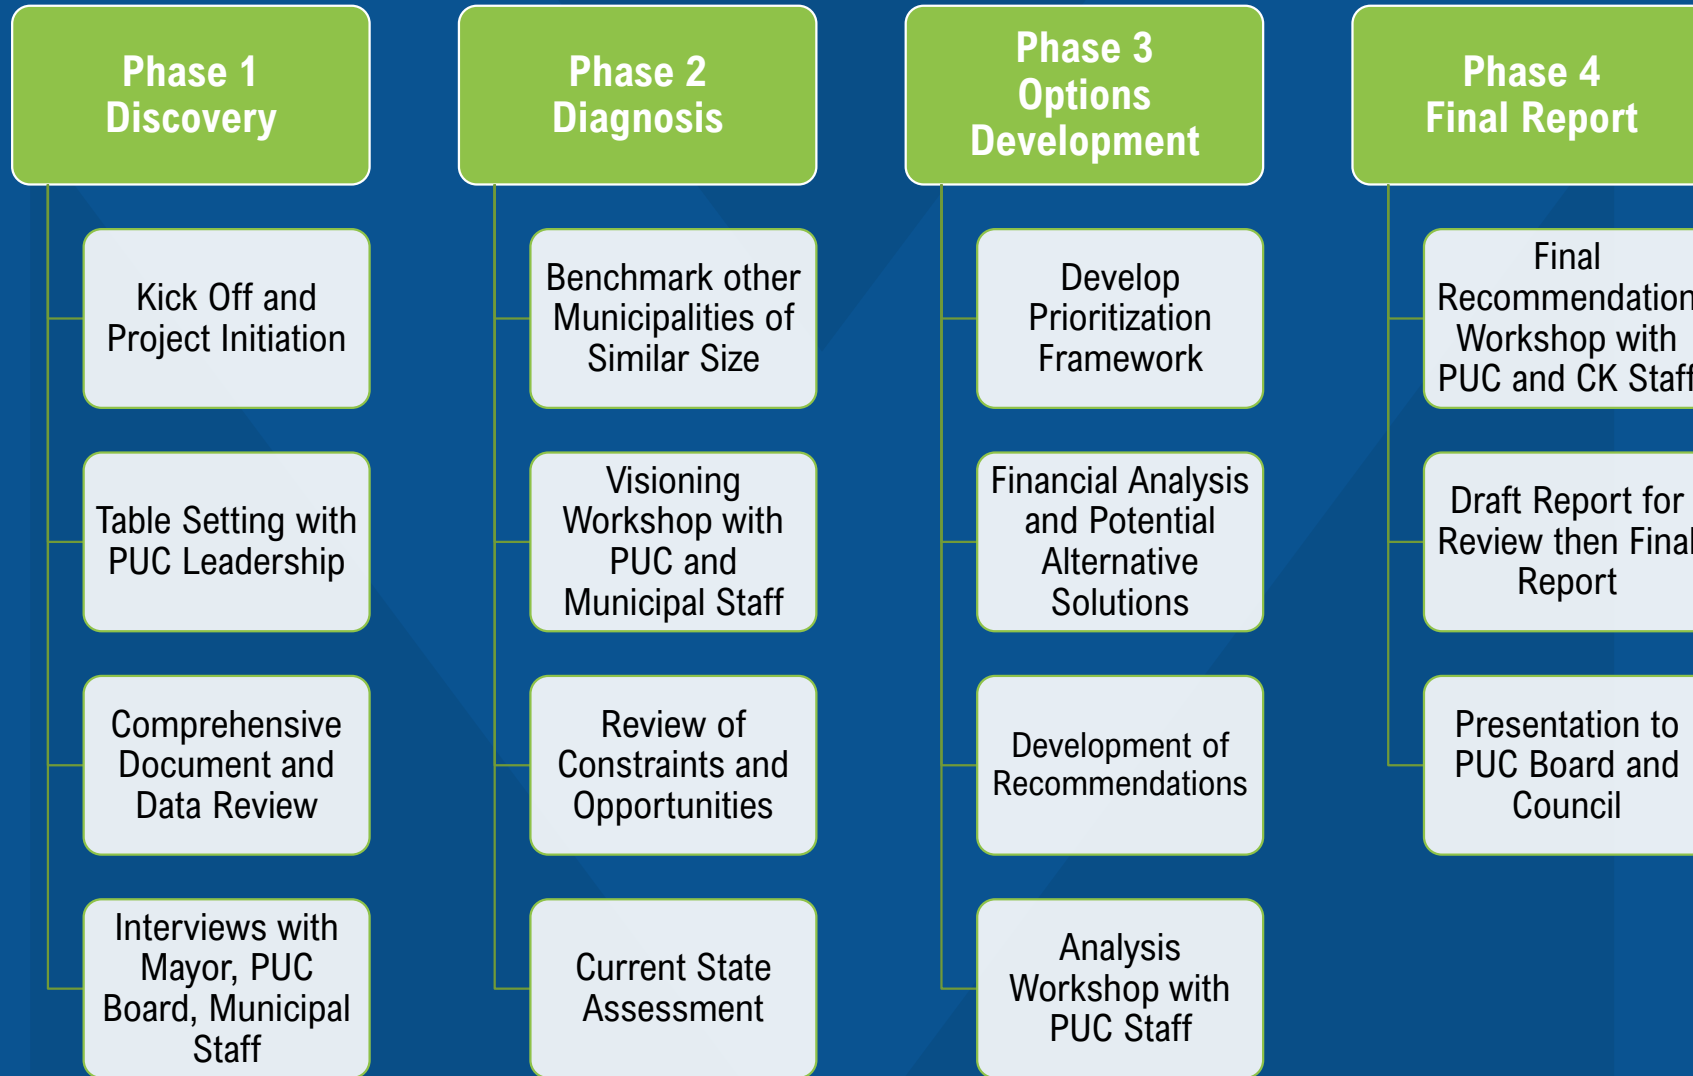 Phase 1
Discovery
Kick Off and
Project Initiation
Table Setting with
PUC Leadership
Comprehensive
Document and
Data Review
Interviews with
Mayor, PUC
Board, Municipal
Staff
Phase 2
Diagnosis
Benchmark other
Municipalities of
Similar Size
Visioning
Workshop with
PUC and
Municipal Staff
Review of
Constraints and
Opportunities
Current State
Assessment
Phase 3
Options
Development
Develop
Prioritization
Framework
Financial Analysis
and Potential
Alternative
Solutions
Development of
Recommendations
Analysis
Workshop with
PUC Staff
Phase 4
Final Report
Final
Recommendation
Workshop with
PUC and CK Staff
Draft Report for
Review then Final
Report
Presentation to
PUC Board and
Council